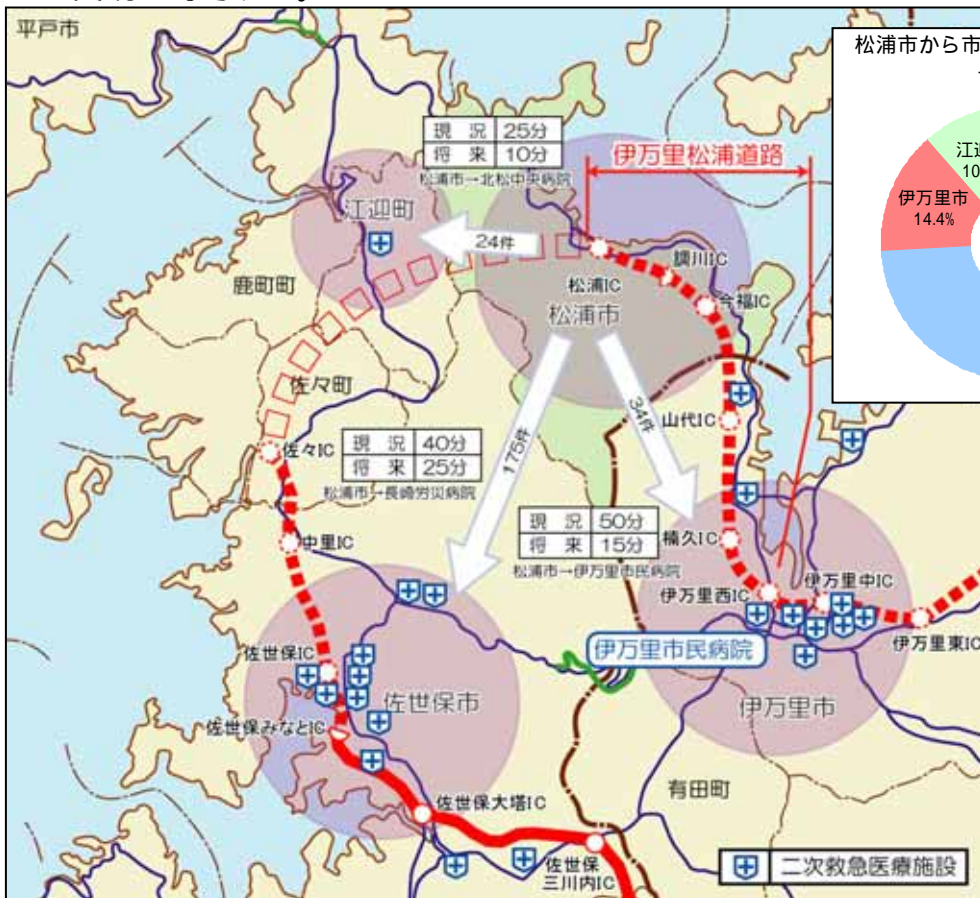 平戸市
松浦市から市
江迎
10
伊万里市
14.4%
現　況 25分
将　来 10分
松浦市→北松中央病院
伊万里松浦道路
江迎町
24件
調川IC
松浦IC
今福IC
鹿町町
松浦市
佐々町
山代IC
34件
175件
佐々IC
現　況 40分
将　来 25分
松浦市→長崎労災病院
現　況 50分
将　来 15分
松浦市→伊万里市民病院
楠久IC
中里IC
伊万里西IC
伊万里中IC
伊万里東IC
佐世保IC
伊万里市民病院
佐世保市
伊万里市
佐世保みなとIC
有田町
佐世保大塔IC
佐世保
三川内IC
二次救急医療施設